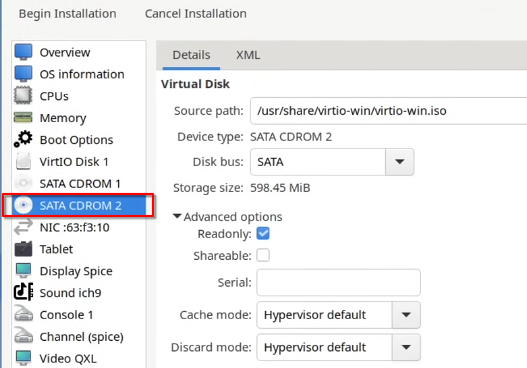 Begin Installation Cancel Installation
Overview
OS information
CPUs
Memory
Boot Options
VirtIO Disk 1
SATA CDROM 1
SATA CDROM 2
NIC :63:f3:10
Tablet
Display Spice
Sound ich9
Console 1
Channel (spice)
Video QXL
Details XML
Virtual Disk
Source path: /usr/share/virtio-win/virtio-win.iso
Device type: SATA CDROM 2
Disk bus: SATA
Storage size: 598.45 MiB
Advanced options
Readonly:
Shareable:
Serial:
Cache mode: Hypervisor default
Discard mode: Hypervisor default